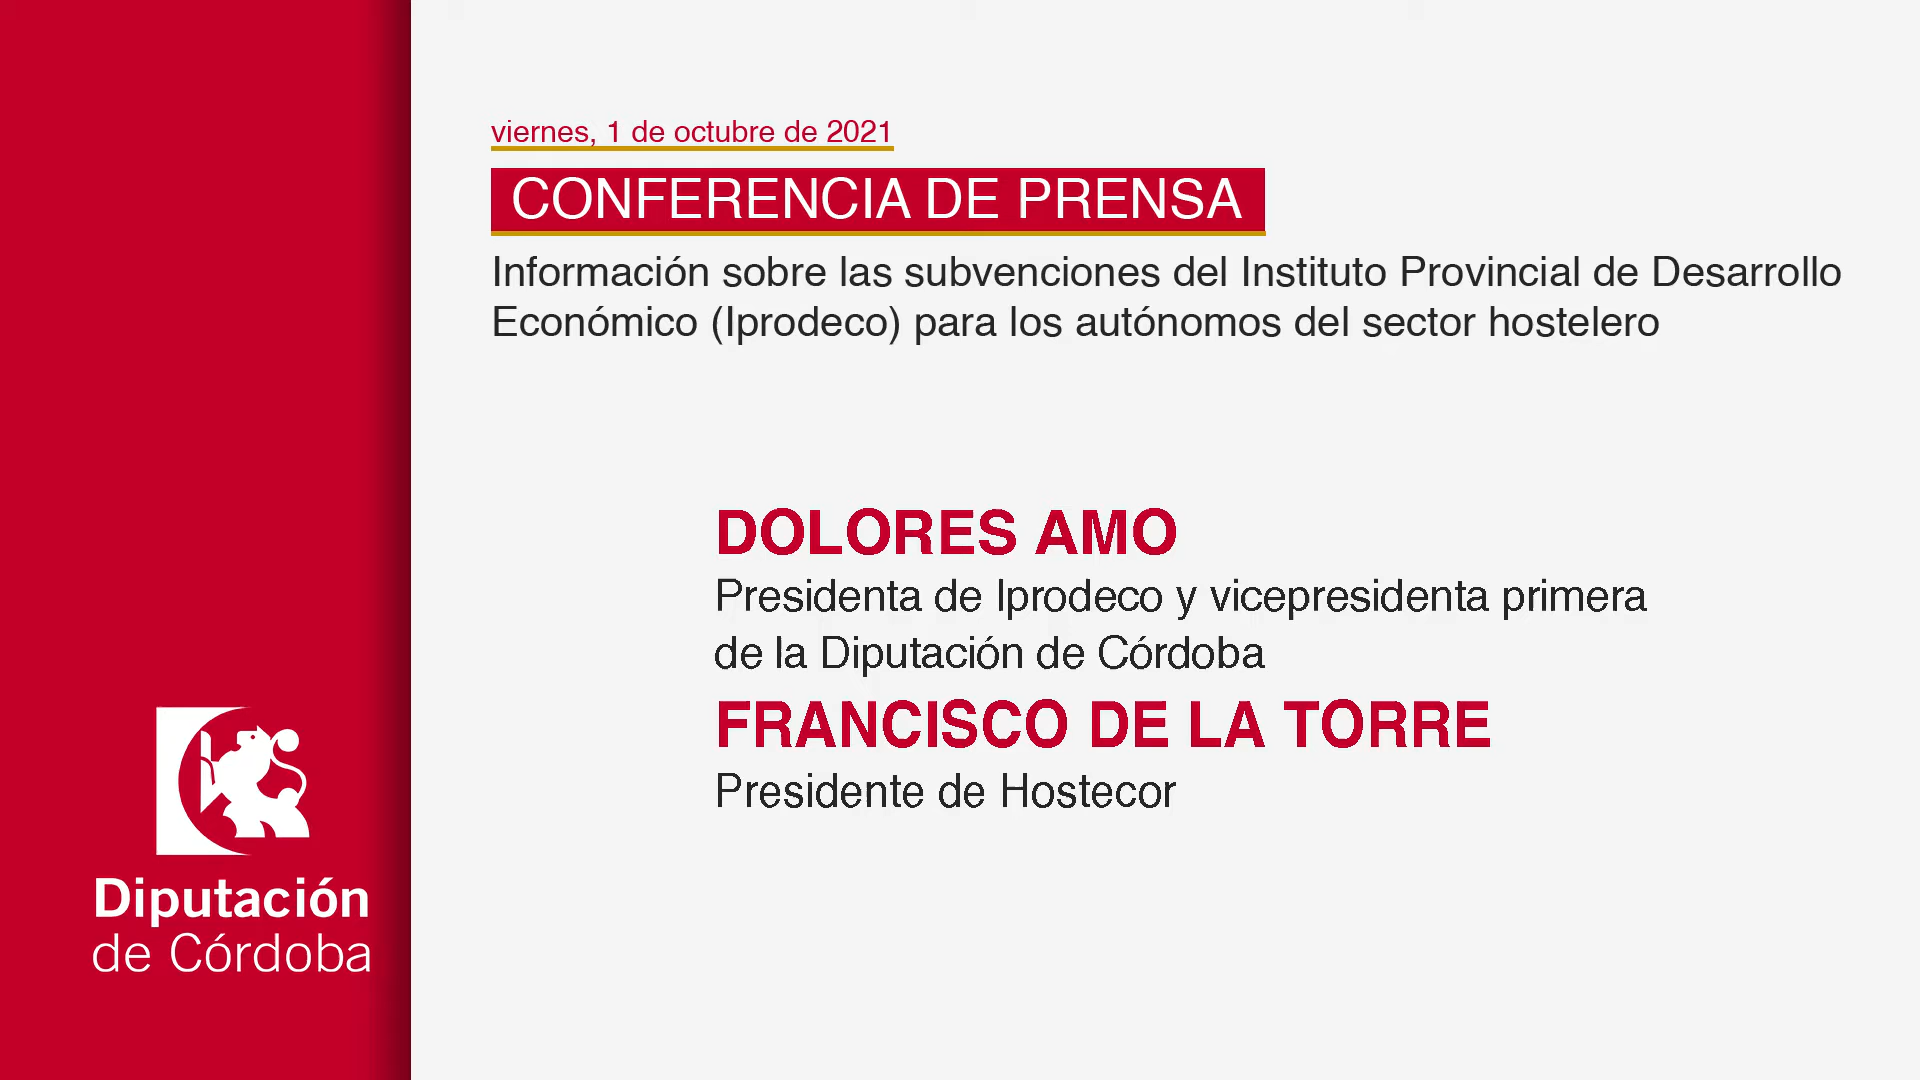 viernes, 1 de octubre de 2021
CONFERENCIA DE PRENSA
Información sobre las subvenciones del Instituto Provincial de Desarrollo
Económico (Iprodeco) para los autónomos del sector hostelero
DOLORES AMO
Presidenta de Iprodeco y vicepresidenta primera
de la Diputación de Córdoba
FRANCISCO DE LA TORRE
Presidente de Hostecor
Diputación
de Córdoba